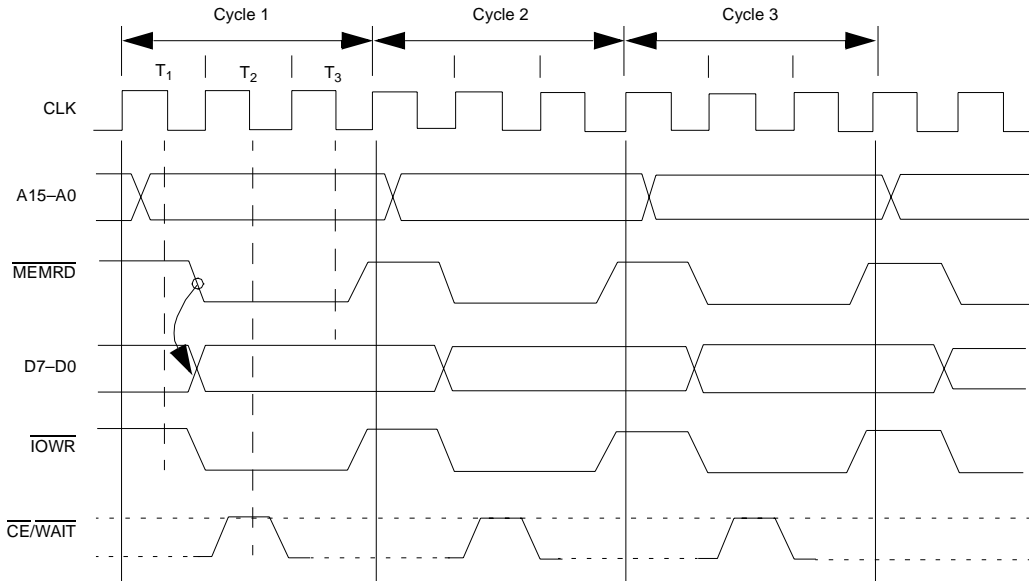 Cycle 1 Cycle 2 Cycle 3
T1 T2 T3
CLK
A15–A0
MEMRD
D7–D0
IOWR
CE/WAIT